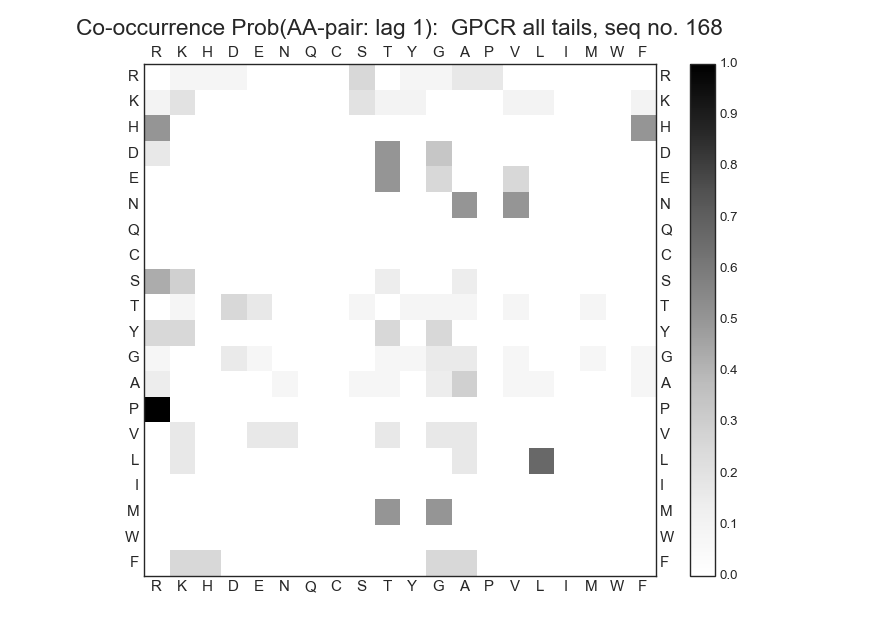 Co-occurrence Prob(AA-pair: lag 1):  GPCR all tails, seq no. 168
R K H D E N Q C S T Y G A P V L I M W F
R R 1.0
K K 0.9
H H
D D 0.8
E E
N N 0.7
Q Q
C C 0.6
S S
T T 0.5
Y Y
G G 0.4
A A
P P 0.3
V V
L L 0.2
I I
M M 0.1
W W
F F
0.0
R K H D E N Q C S T Y G A P V L I M W F